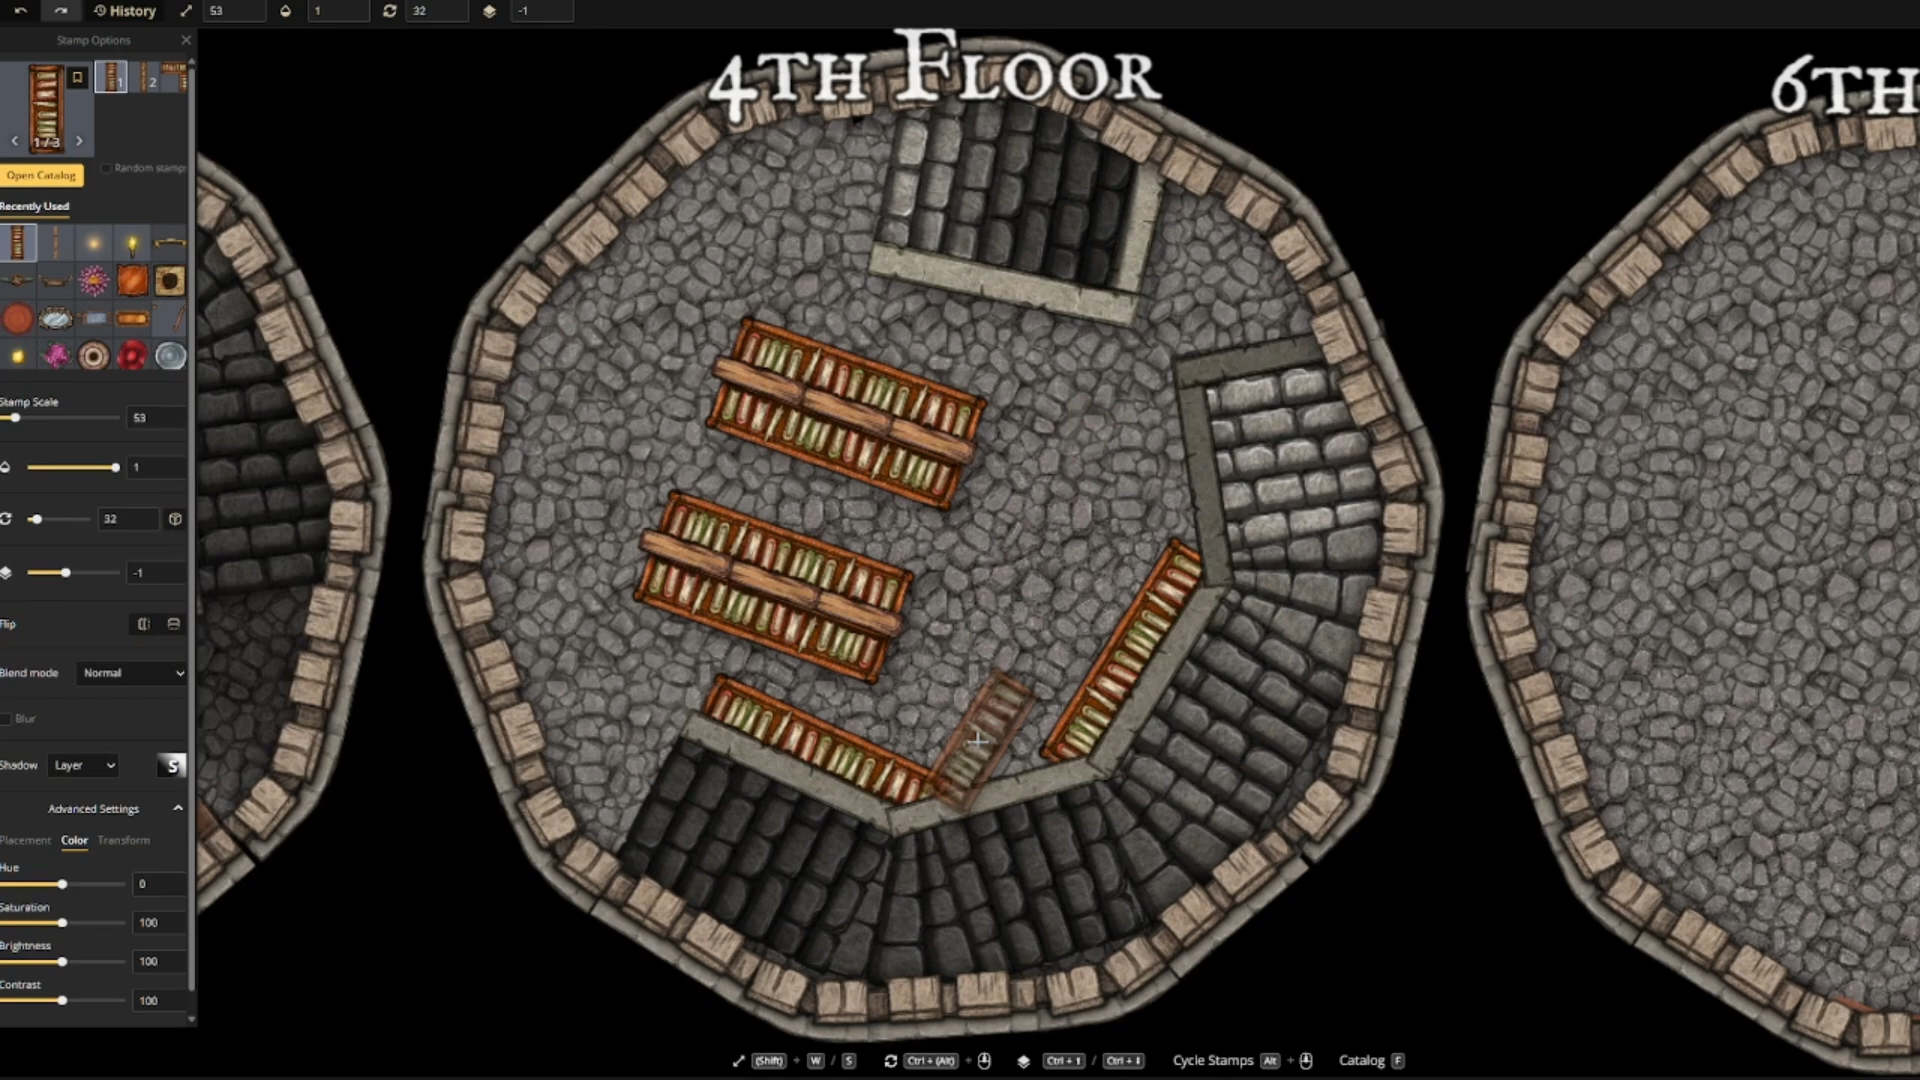 History 53 1 32 -1
Stamp Options
1 2
1/3
Open Catalog Random stamp
Recently Used
Stamp Scale
53
1
32
-1
Flip
Blend mode Normal
Blur
Shadow Layer S
Advanced Settings
Placement Color Transform
Hue
0
Saturation
100
Brightness
100
Contrast
100
4TH FLOOR
6TH
(Shift) + W / S Ctrl + (Alt) + Ctrl + ↑ / Ctrl + ↓ Cycle Stamps Alt + Catalog F